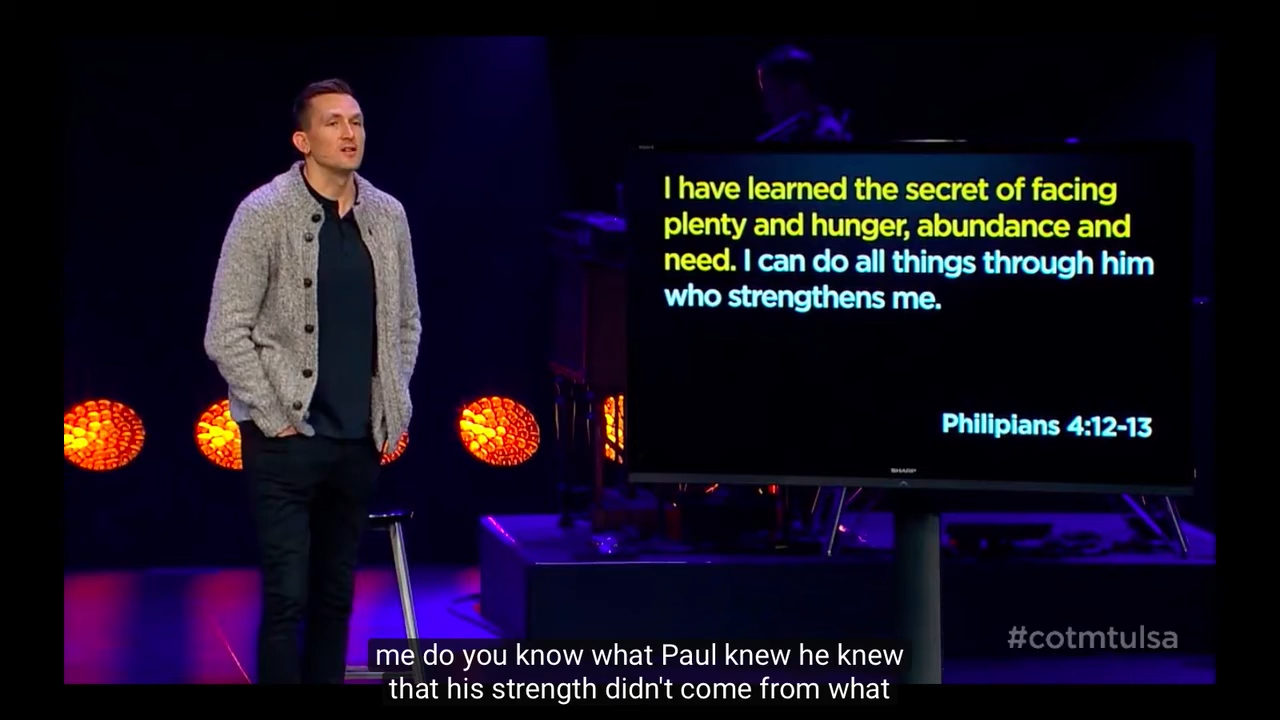 I have learned the secret of facing
plenty and hunger, abundance and
need. I can do all things through him
who strengthens me.
Philipians 4:12-13
SHARP
#cotmtulsa
me do you know what Paul knew he knew
that his strength didn't come from what